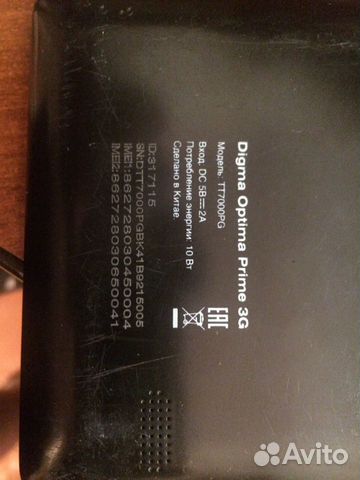 Digma Optima Prime 3G
Модель: TT7000PG
Вход: DC 5В⎓2А
Потребление энергии: 10 Вт
Сделано в Китае.
EAC
ID:317115
SN:DTT7000PGBK41B9215005
IMEI1:862728030450004
IMEI2:862728030650041
Avito